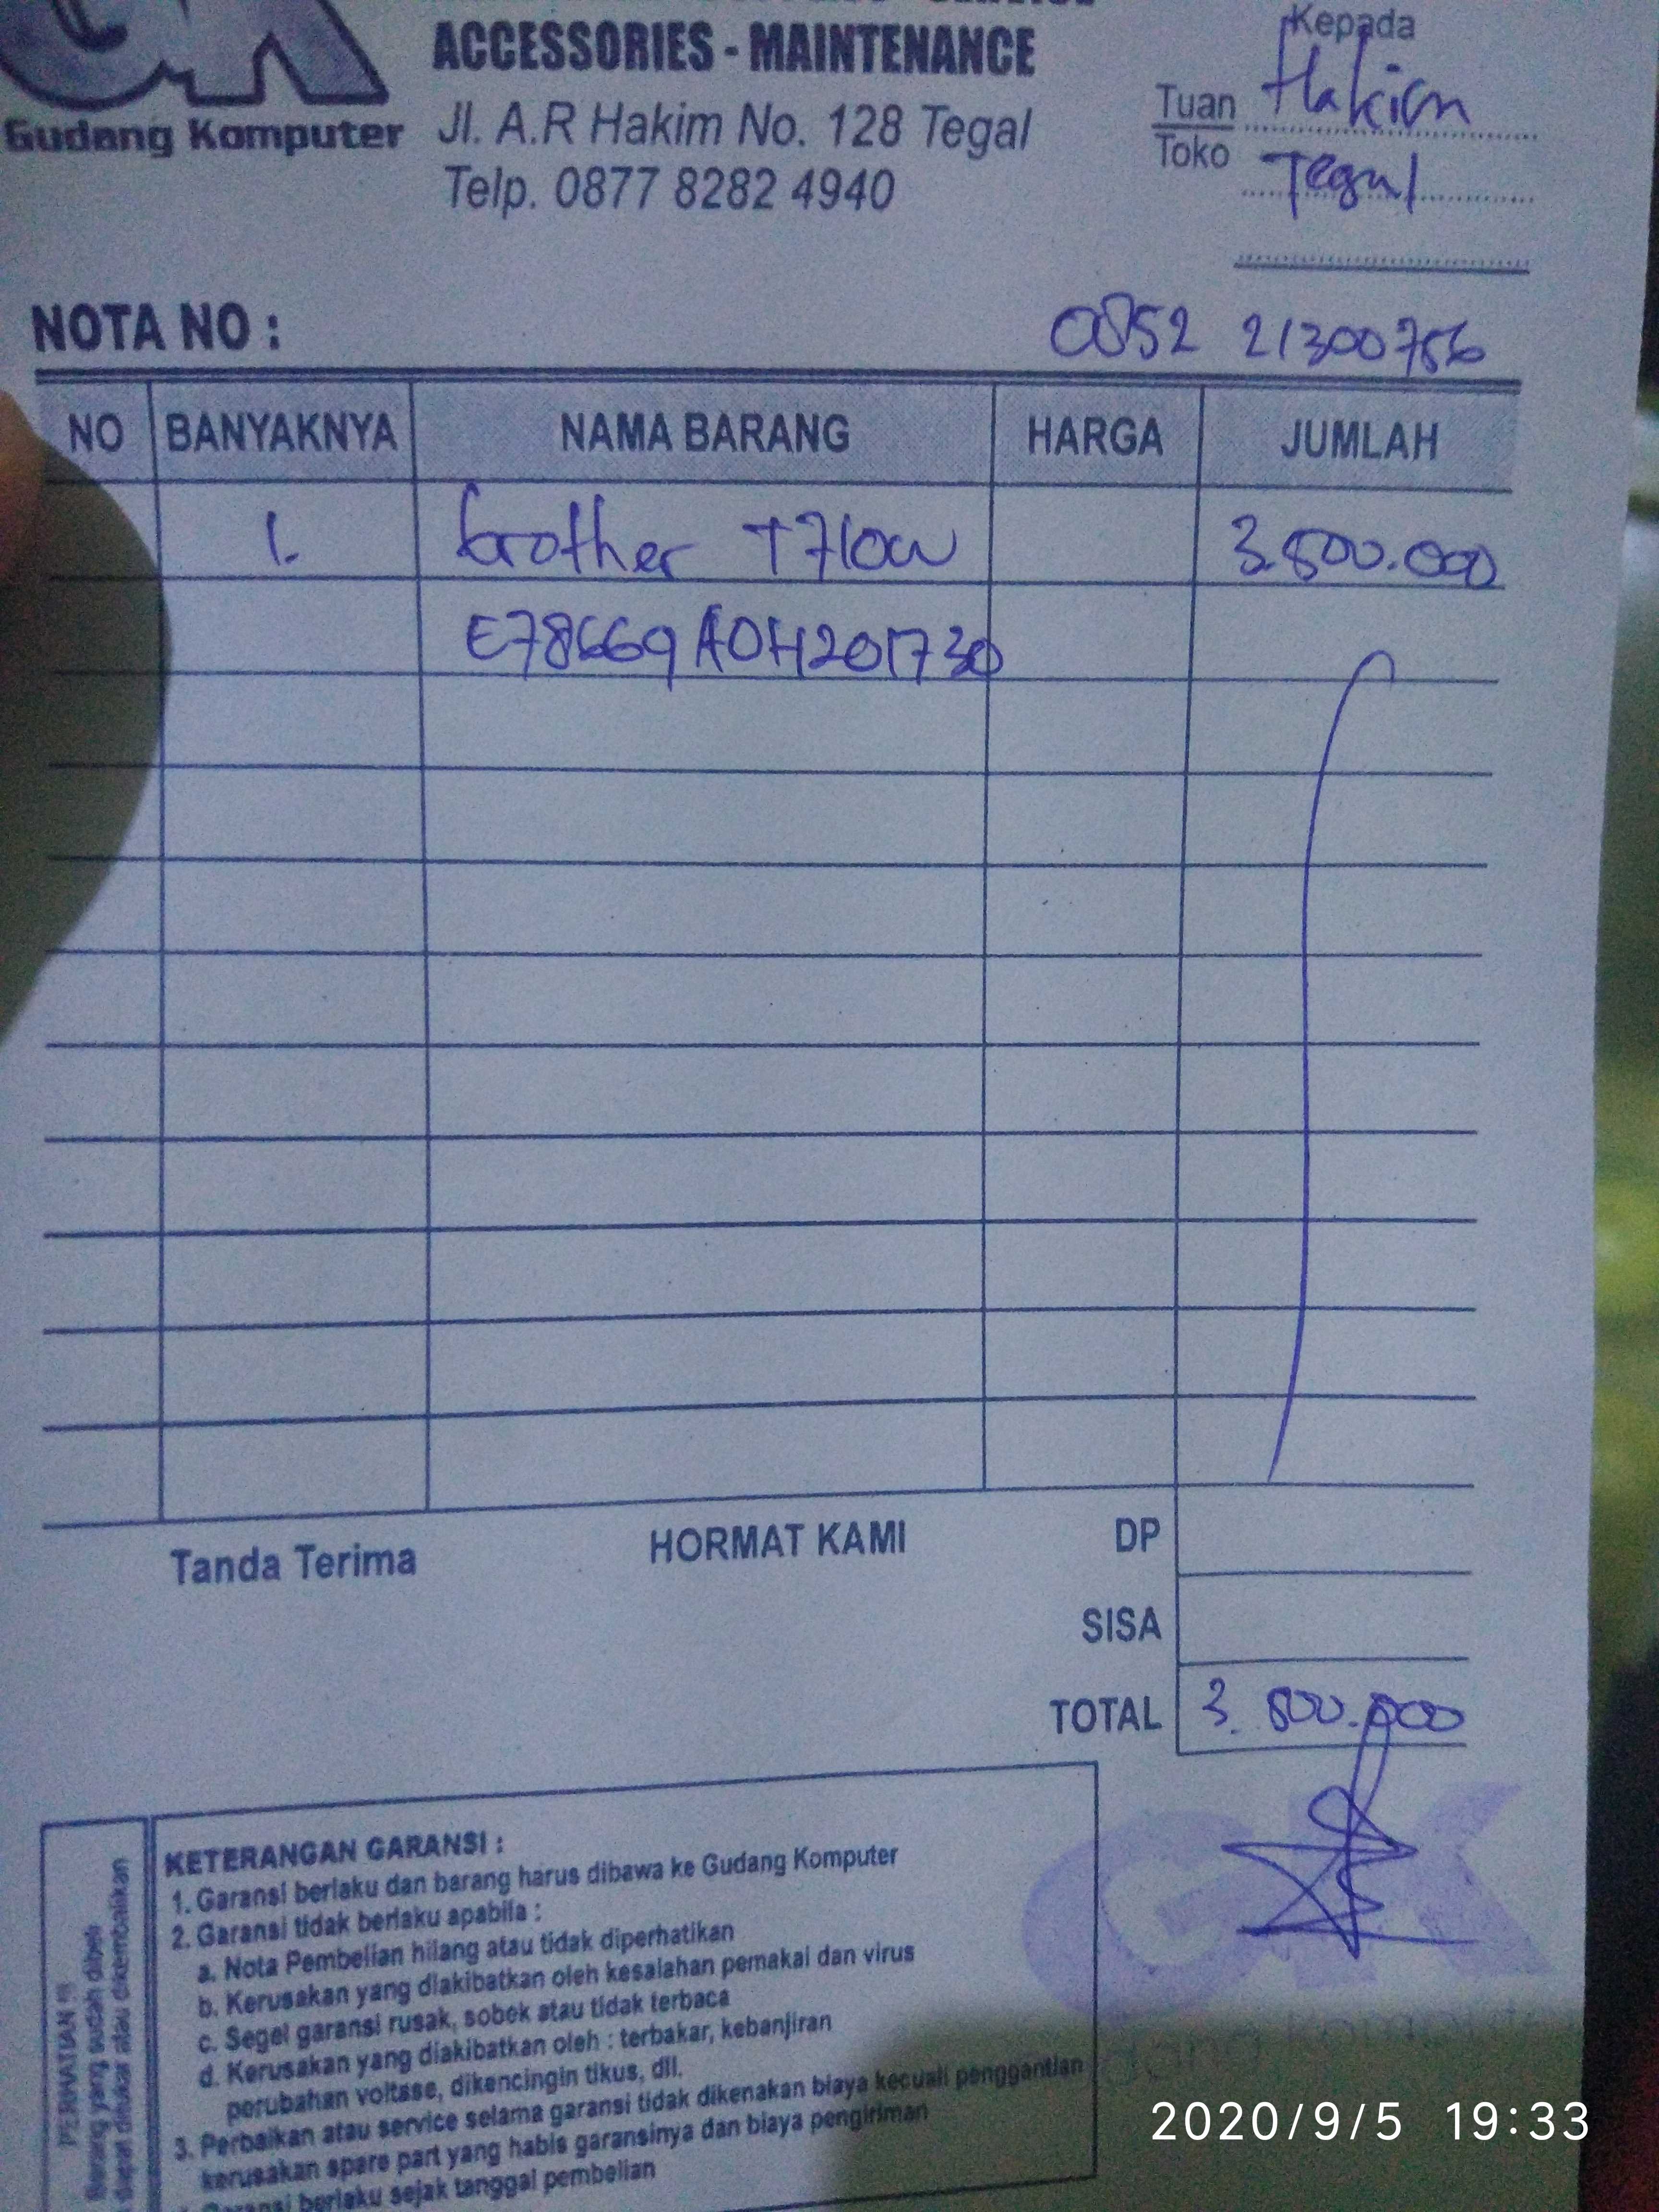 ACCESSORIES - MAINTENANCE
Gudang Komputer
Jl. A.R Hakim No. 128 Tegal
Telp. 0877 8282 4940
Kepada
Tuan Hakim
Toko Tegal
NOTA NO :
0852 21300756
NO BANYAKNYA NAMA BARANG HARGA JUMLAH
1. brother T710w 3.800.000
E78669A0H201730
Tanda Terima HORMAT KAMI DP
SISA
TOTAL 3.800.000
PERHATIAN !!!
Barang yang sudah dibeli
dapat ditukar atau dikembalikan
KETERANGAN GARANSI :
1. Garansi berlaku dan barang harus dibawa ke Gudang Komputer
2. Garansi tidak berlaku apabila :
a. Nota Pembelian hilang atau tidak diperhatikan
b. Kerusakan yang diakibatkan oleh kesalahan pemakai dan virus
c. Segel garansi rusak, sobek atau tidak terbaca
d. Kerusakan yang diakibatkan oleh : terbakar, kebanjiran
perubahan voltase, dikencingin tikus, dll.
3. Perbaikan atau service selama garansi tidak dikenakan biaya kecuali penggantian
kerusakan spare part yang habis garansinya dan biaya pengiriman
berlaku sejak tanggal pembelian
GK
2020/9/5 19:33